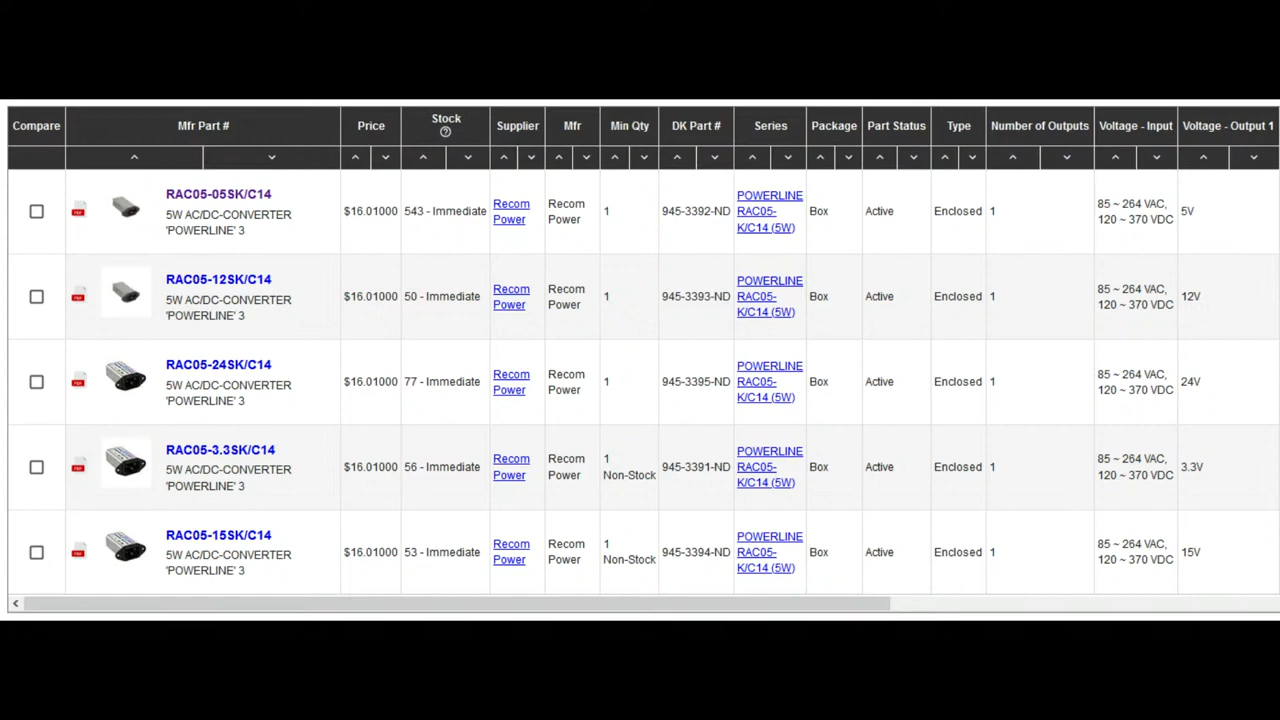 Compare Mfr Part # Price Stock Supplier Mfr Min Qty DK Part # Series Package Part Status Type Number of Outputs Voltage - Input Voltage - Output 1
RAC05-05SK/C14
5W AC/DC-CONVERTER
'POWERLINE' 3
$16.01000
543 - Immediate
Recom
Power
Recom
Power
1
945-3392-ND
POWERLINE
RAC05-
K/C14 (5W)
Box
Active
Enclosed
1
85 ~ 264 VAC,
120 ~ 370 VDC
5V
RAC05-12SK/C14
5W AC/DC-CONVERTER
'POWERLINE' 3
$16.01000
50 - Immediate
Recom
Power
Recom
Power
1
945-3393-ND
POWERLINE
RAC05-
K/C14 (5W)
Box
Active
Enclosed
1
85 ~ 264 VAC,
120 ~ 370 VDC
12V
RAC05-24SK/C14
5W AC/DC-CONVERTER
'POWERLINE' 3
$16.01000
77 - Immediate
Recom
Power
Recom
Power
1
945-3395-ND
POWERLINE
RAC05-
K/C14 (5W)
Box
Active
Enclosed
1
85 ~ 264 VAC,
120 ~ 370 VDC
24V
RAC05-3.3SK/C14
5W AC/DC-CONVERTER
'POWERLINE' 3
$16.01000
56 - Immediate
Recom
Power
Recom
Power
1
Non-Stock
945-3391-ND
POWERLINE
RAC05-
K/C14 (5W)
Box
Active
Enclosed
1
85 ~ 264 VAC,
120 ~ 370 VDC
3.3V
RAC05-15SK/C14
5W AC/DC-CONVERTER
'POWERLINE' 3
$16.01000
53 - Immediate
Recom
Power
Recom
Power
1
Non-Stock
945-3394-ND
POWERLINE
RAC05-
K/C14 (5W)
Box
Active
Enclosed
1
85 ~ 264 VAC,
120 ~ 370 VDC
15V